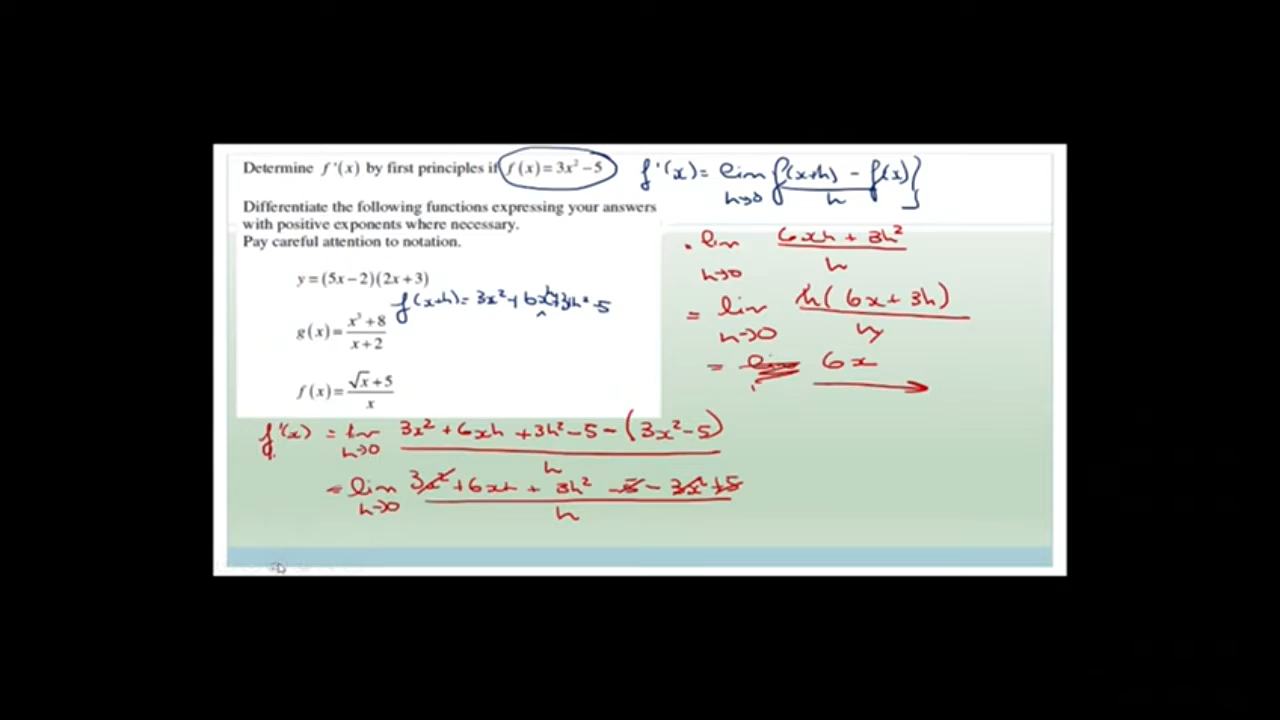 Determine f '(x) by first principles if f(x) = 3x² − 5
f'(x) = lim h→0 {f(x+h) − f(x)}/h
Differentiate the following functions expressing your answers
with positive exponents where necessary.
Pay careful attention to notation.
y = (5x − 2)(2x + 3)
f(x+h) = 3x² + 6xh + 3h² − 5
g(x) = (x³ + 8)/(x + 2)
f(x) = (√x + 5)/x
f'(x) = lim h→0 (3x² + 6xh + 3h² − 5 − (3x² − 5))/h
= lim h→0 (3x² + 6xh + 3h² − 5 − 3x² + 5)/h
. lim h→0 (6xh + 3h²)/h
= lim h→0 h(6x + 3h)/h
= lim 6x